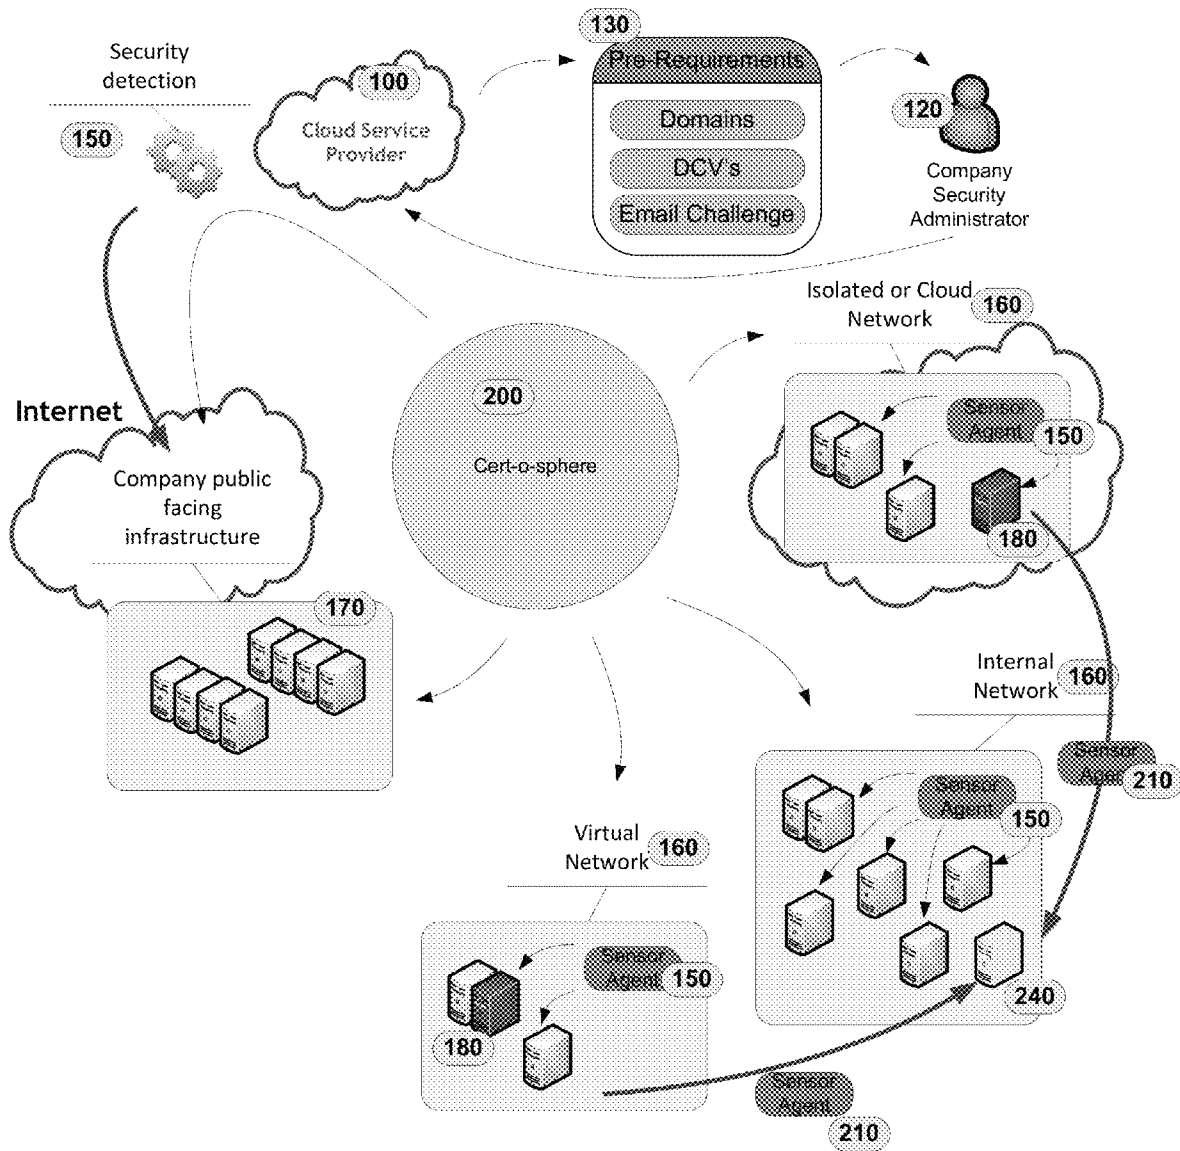 Security
detection
150
100
Cloud Service
Provider
130
Pre-Requirements
Domains
DCV's
Email Challenge
120
Company
Security
Administrator
Isolated or Cloud
Network
160
Sensor
Agent
150
180
200
Cert-o-sphere
Internet
Company public
facing
infrastructure
170
Internal
Network
160
Sensor
Agent
210
Sensor
Agent
150
240
Virtual
Network
160
Sensor
Agent
150
180
Sensor
Agent
210